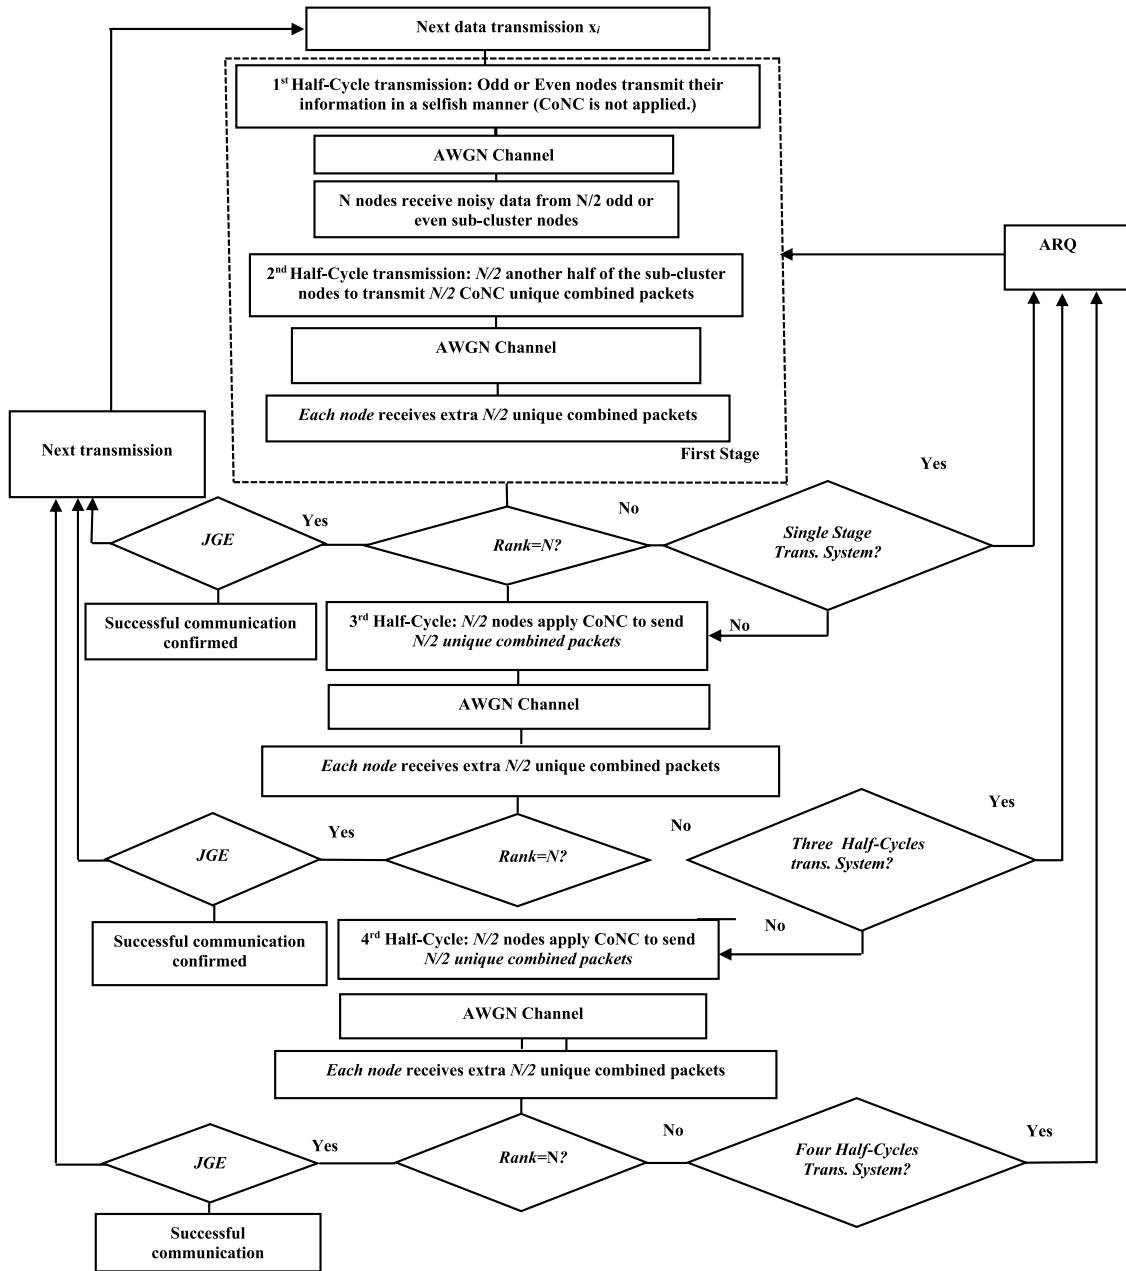 Next data transmission xi
1st Half-Cycle transmission: Odd or Even nodes transmit their
information in a selfish manner (CoNC is not applied.)
AWGN Channel
N nodes receive noisy data from N/2 odd or
even sub-cluster nodes
ARQ
2nd Half-Cycle transmission: N/2 another half of the sub-cluster
nodes to transmit N/2 CoNC unique combined packets
AWGN Channel
Each node receives extra N/2 unique combined packets
First Stage
Next transmission
Yes
Yes
No
JGE
Rank=N?
Single Stage
Trans. System?
Successful communication
confirmed
3rd Half-Cycle: N/2 nodes apply CoNC to send
N/2 unique combined packets
No
AWGN Channel
Each node receives extra N/2 unique combined packets
Yes
Yes
No
JGE
Rank=N?
Three Half-Cycles
trans. System?
Successful communication
confirmed
4rd Half-Cycle: N/2 nodes apply CoNC to send
N/2 unique combined packets
No
AWGN Channel
Each node receives extra N/2 unique combined packets
Yes
No
Yes
JGE
Rank=N?
Four Half-Cycles
Trans. System?
Successful
communication